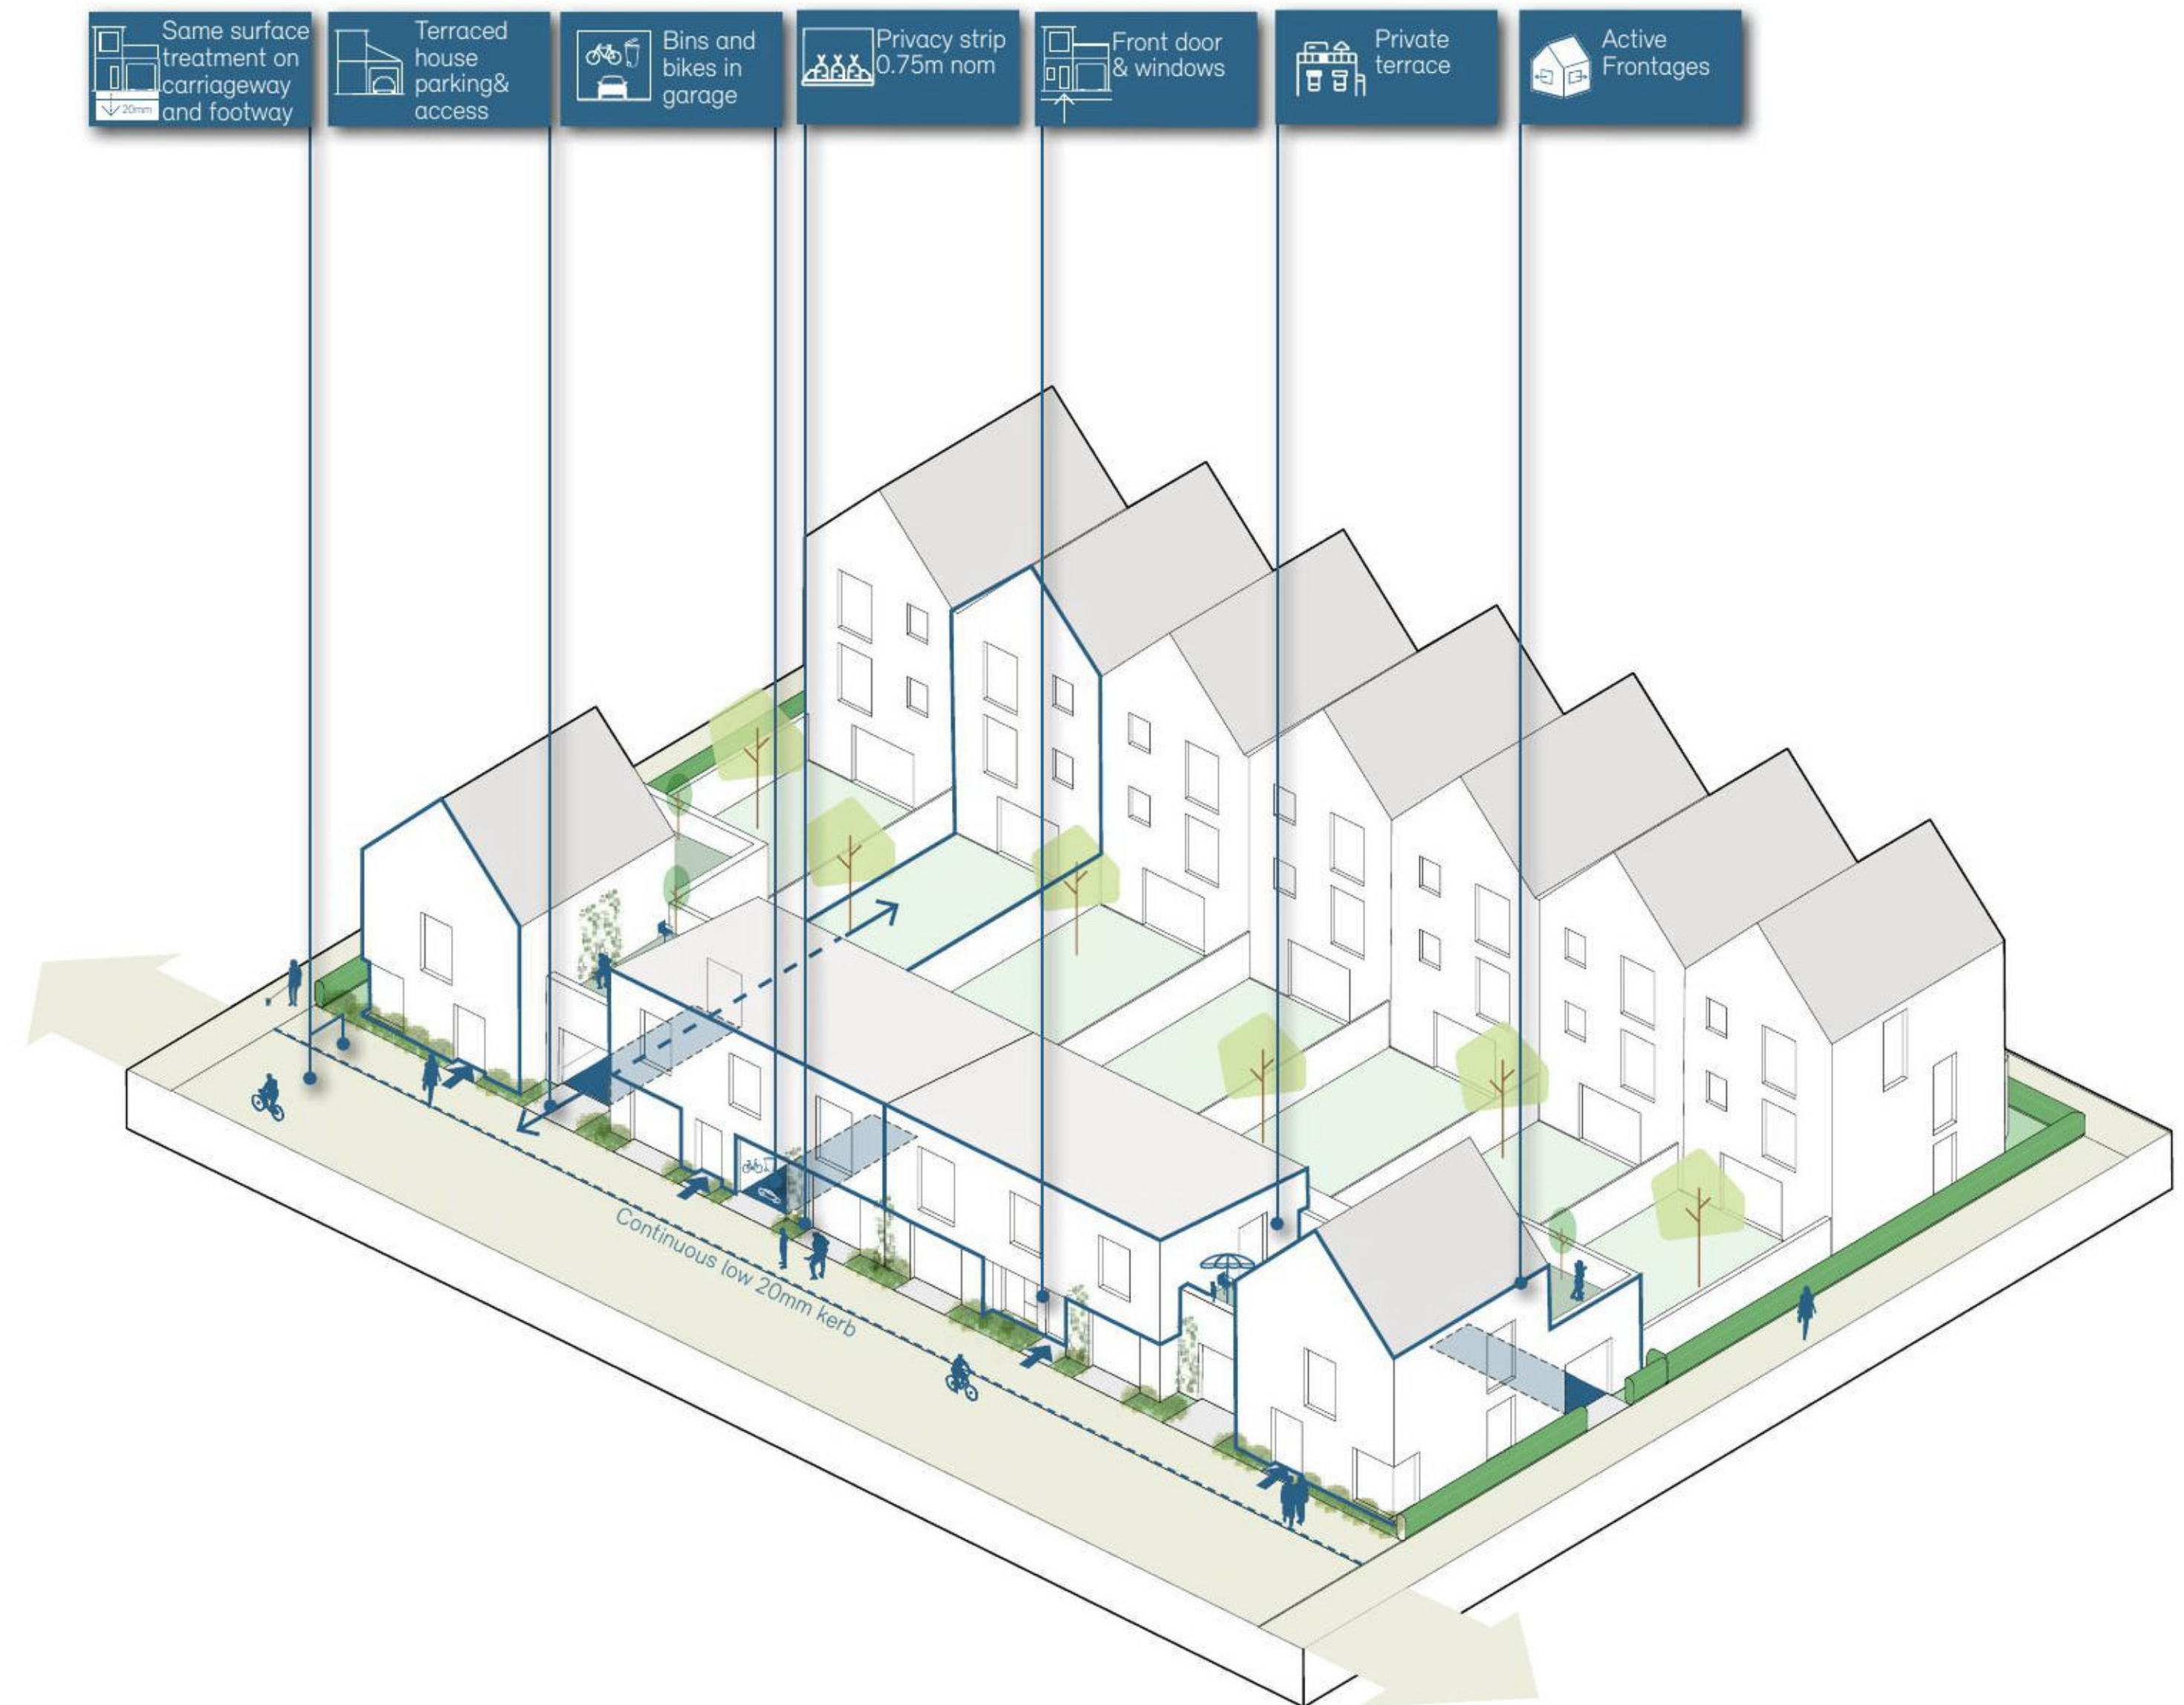 Same surface
treatment on
carriageway
and footway
20mm
Terraced
house
parking&
access
Bins and
bikes in
garage
Privacy strip
0.75m nom
Front door
& windows
Private
terrace
Active
Frontages
Continuous low 20mm kerb